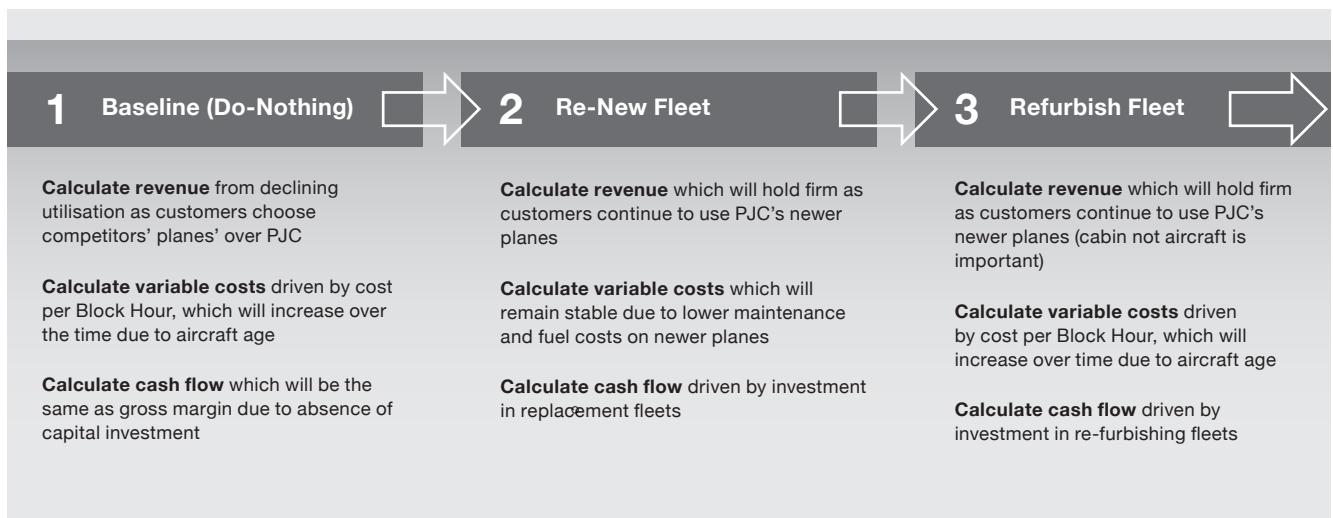 1 Baseline (Do-Nothing)
Calculate revenue from declining
utilisation as customers choose
competitors' planes' over PJC
Calculate variable costs driven by cost
per Block Hour, which will increase over
the time due to aircraft age
Calculate cash flow which will be the
same as gross margin due to absence of
capital investment
2 Re-New Fleet
Calculate revenue which will hold firm as
customers continue to use PJC's newer
planes
Calculate variable costs which will
remain stable due to lower maintenance
and fuel costs on newer planes
Calculate cash flow driven by investment
in replacement fleets
3 Refurbish Fleet
Calculate revenue which will hold firm
as customers continue to use PJC's
newer planes (cabin not aircraft is
important)
Calculate variable costs driven
by cost per Block Hour, which will
increase over time due to aircraft age
Calculate cash flow driven by
investment in re-furbishing fleets